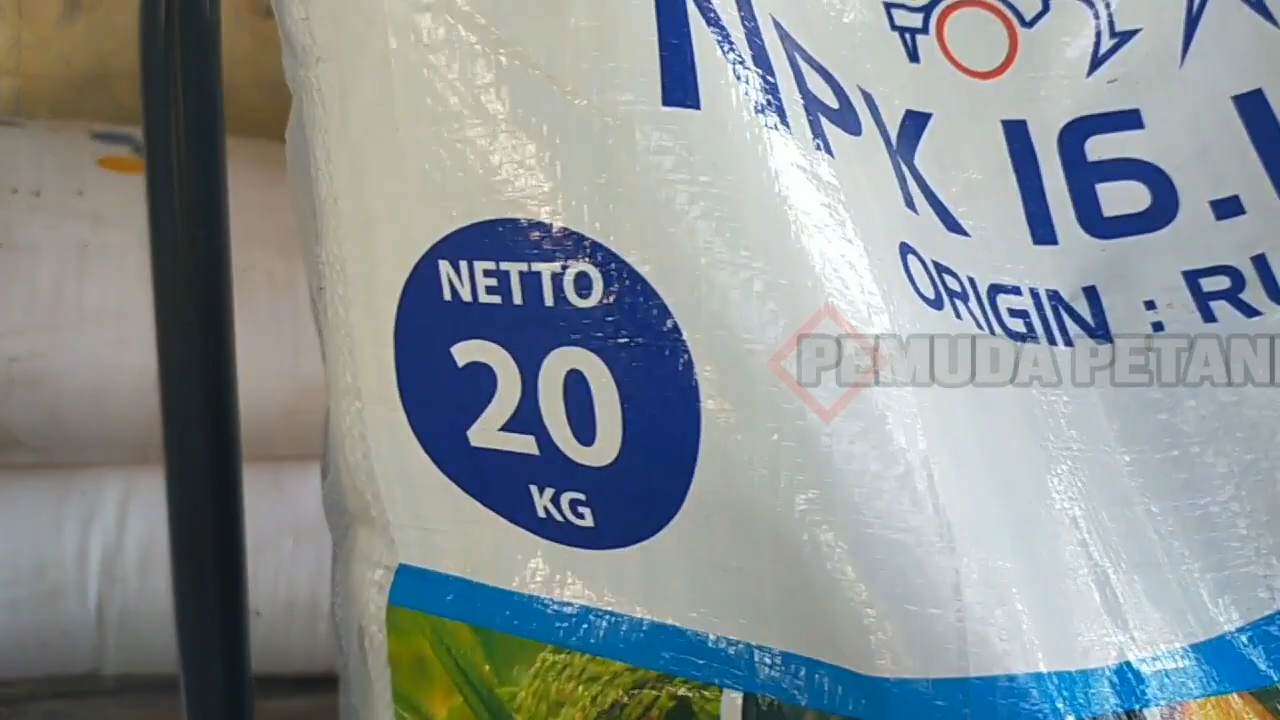 NPK 16.
ORIGIN : RU
NETTO
20
KG
PEMUDA PETANI